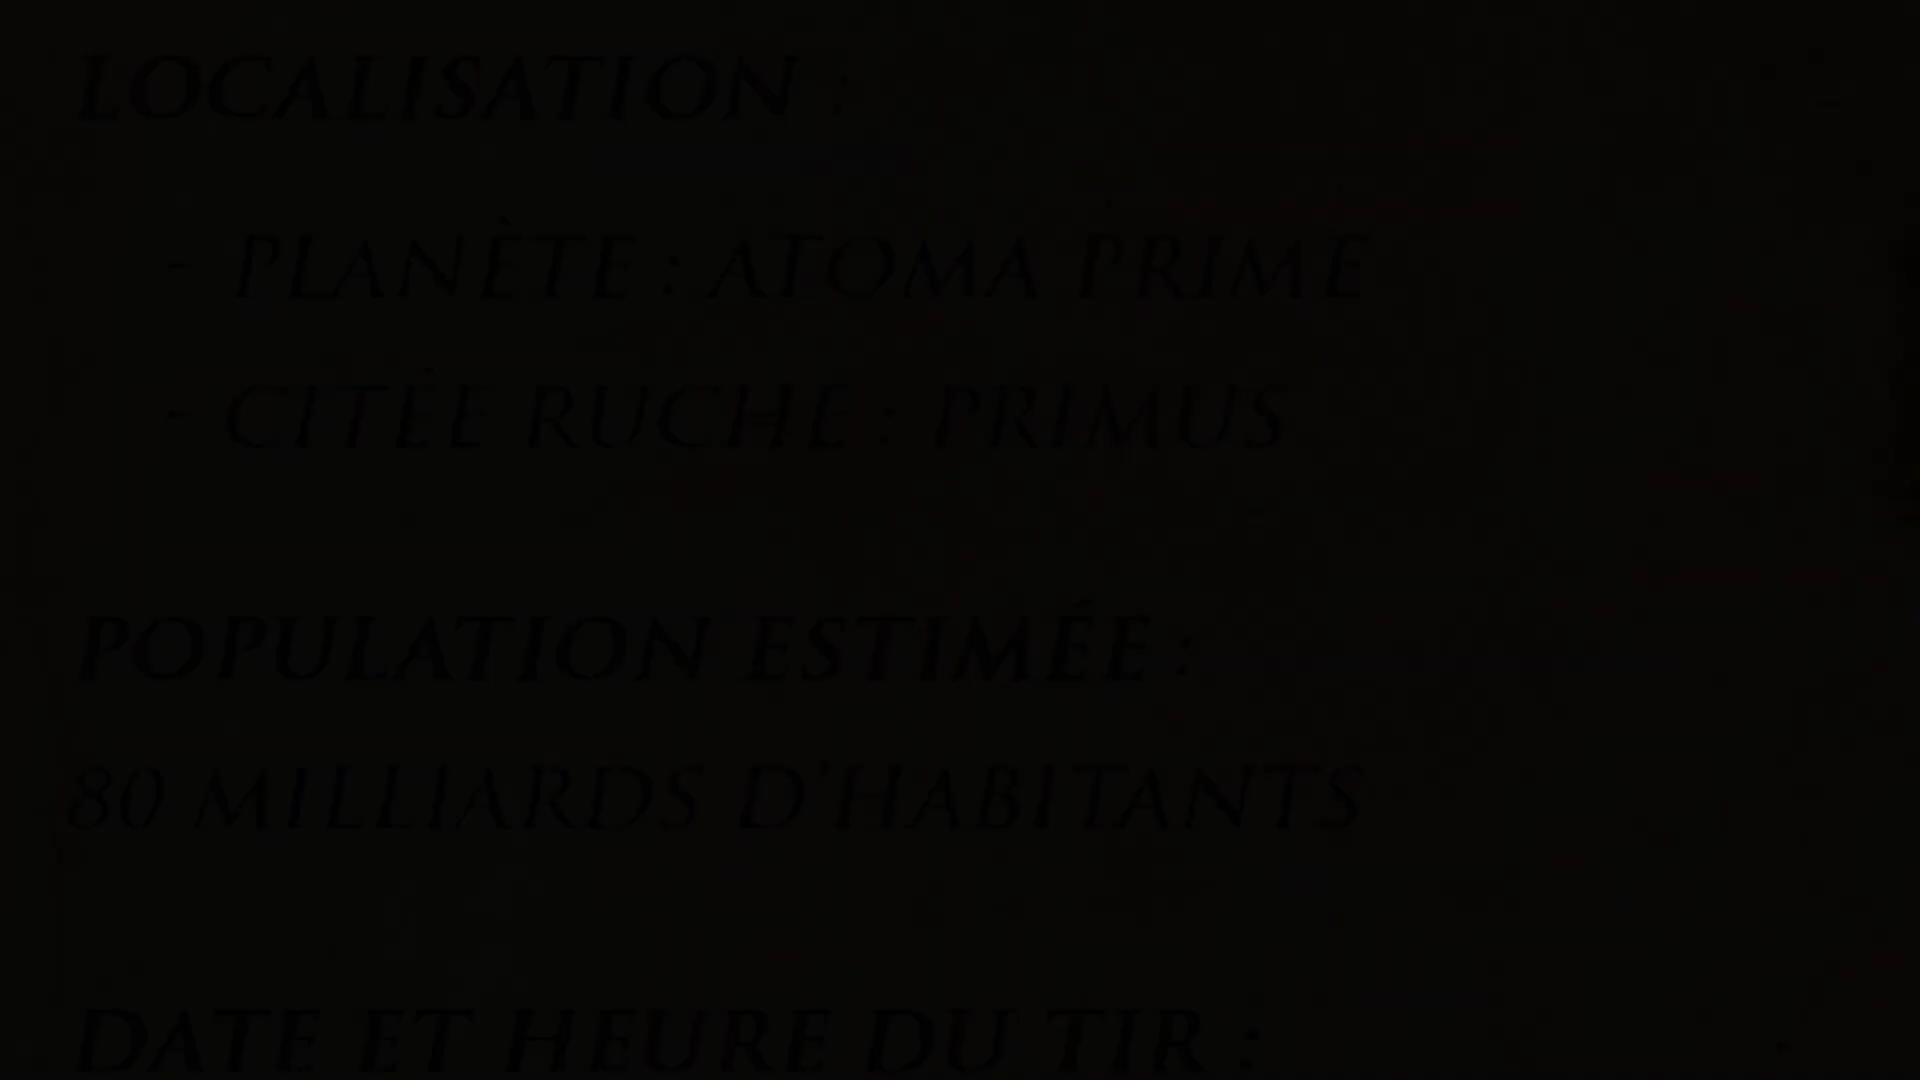 LOCALISATION :
- PLANÈTE : ATOMA PRIME
- CITÉE RUCHE : PRIMUS
POPULATION ESTIMÉE :
80 MILLIARDS D'HABITANTS
DATE ET HEURE DU TIR :